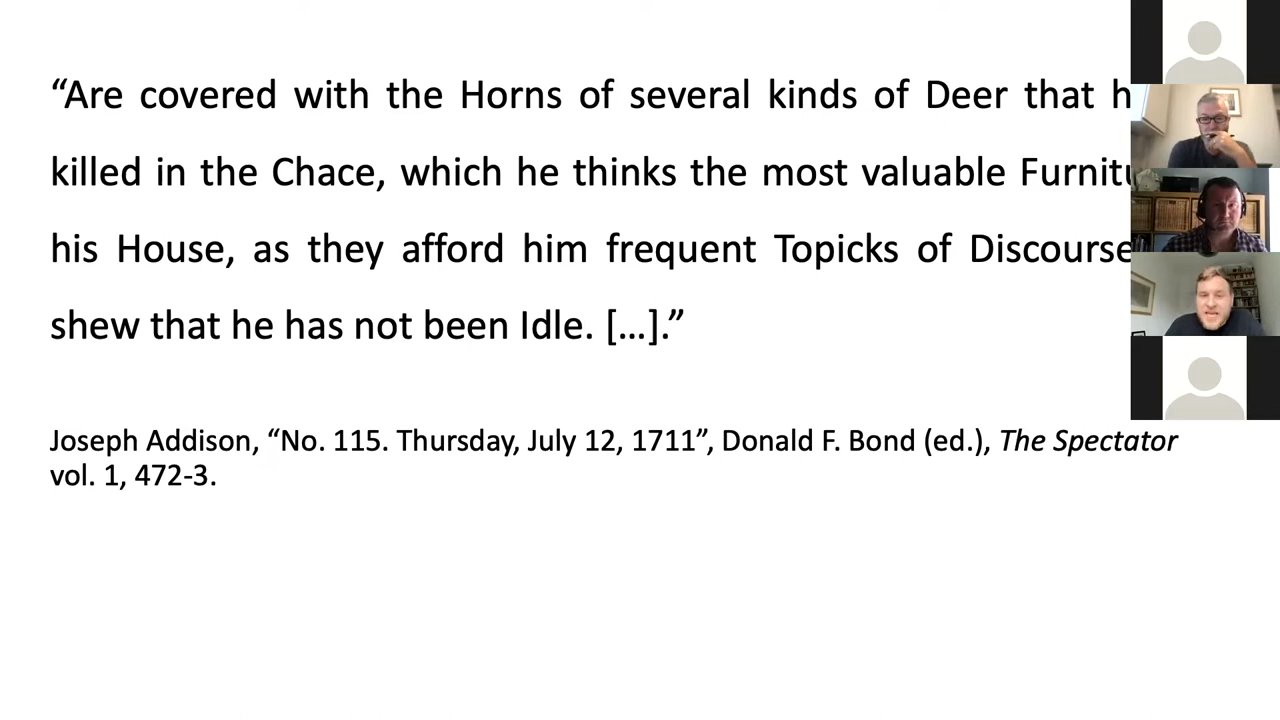 “Are covered with the Horns of several kinds of Deer that
killed in the Chace, which he thinks the most valuable
his House, as they afford him frequent Topicks of Discourse
shew that he has not been Idle. […].”
Joseph Addison, “No. 115. Thursday, July 12, 1711”, Donald F. Bond (ed.), The Spectator
vol. 1, 472-3.